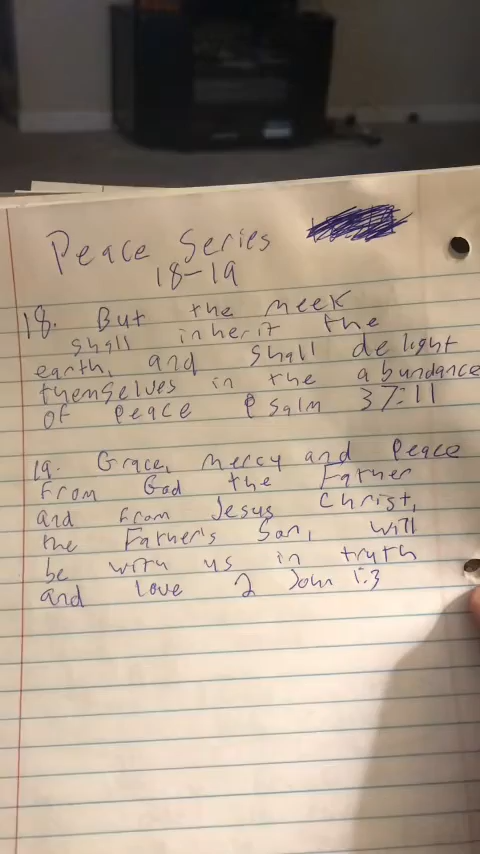 Peace Series
18-19
18. But the meek
shall inherit the
earth, and shall delight
themselves in the abundance
of peace Psalm 37:11
19. Grace, mercy and peace
from God the Father
and from Jesus Christ,
the Father's Son, will
be with us in truth
and love 2 John 1:3